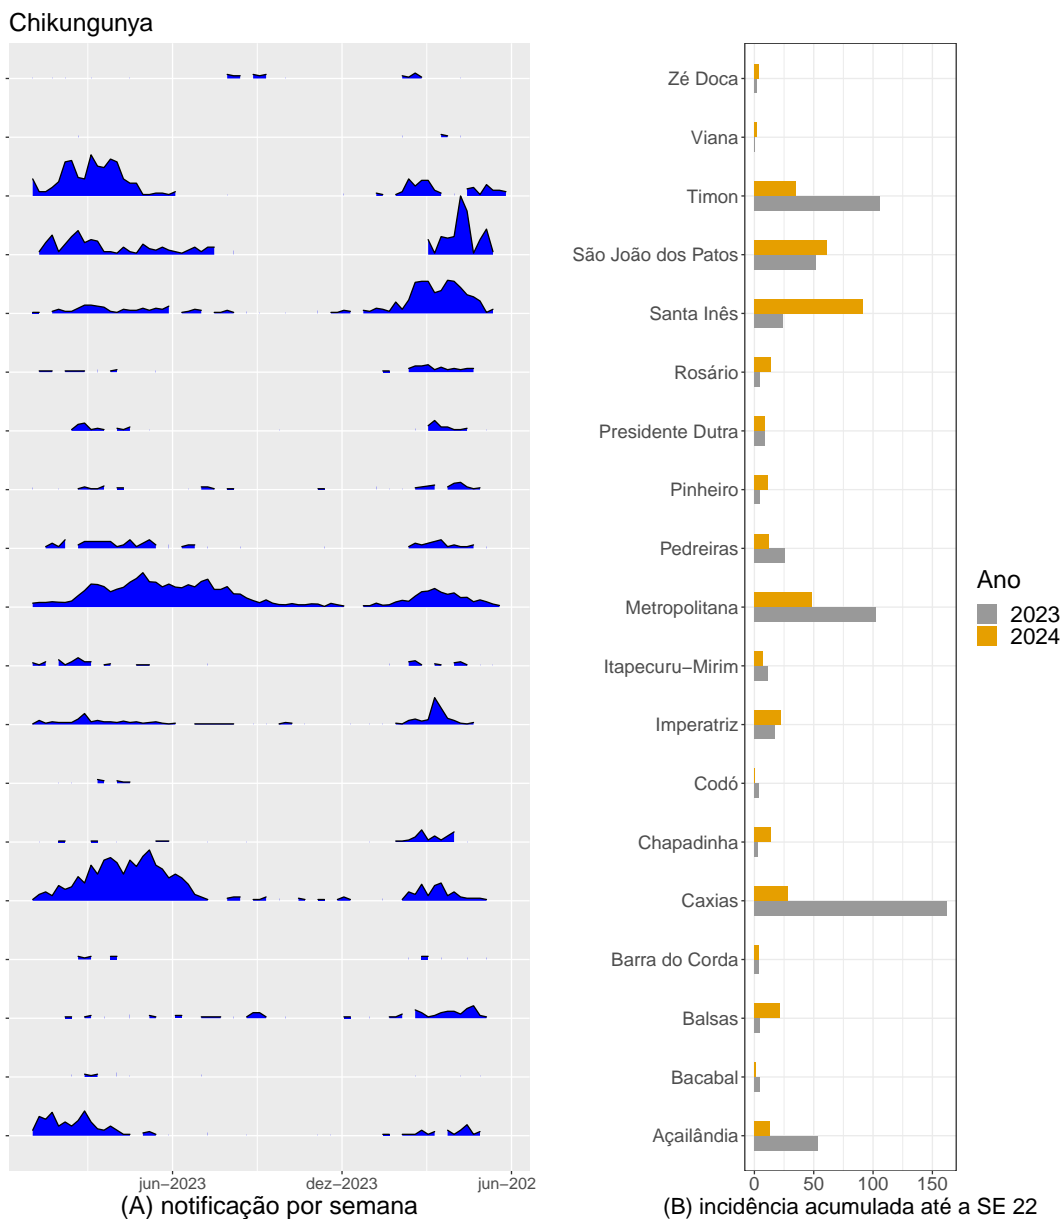 Chikungunya
Zé Doca
Viana
Timon
São João dos Patos
Santa Inês
Rosário
Presidente Dutra
Pinheiro
Pedreiras
Metropolitana
Itapecuru−Mirim
Imperatriz
Codó
Chapadinha
Caxias
Barra do Corda
Balsas
Bacabal
Açailândia
Ano
2023
2024
jun−2023 dez−2023 jun−202
0 50 100 150
(A) notificação por semana
(B) incidência acumulada até a SE 22